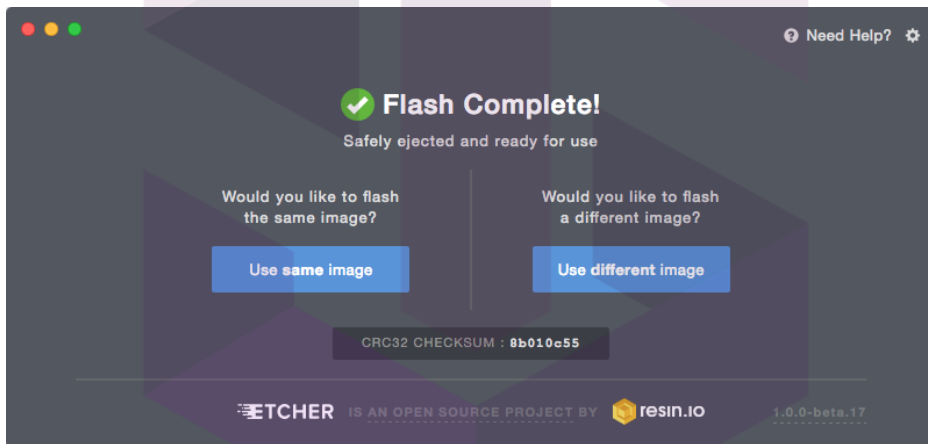 Need Help?
Flash Complete!
Safely ejected and ready for use
Would you like to flash
the same image?
Use same image
Would you like to flash
a different image?
Use different image
CRC32 CHECKSUM : 8b010c55
ETCHER IS AN OPEN SOURCE PROJECT BY resin.io 1.0.0-beta.17